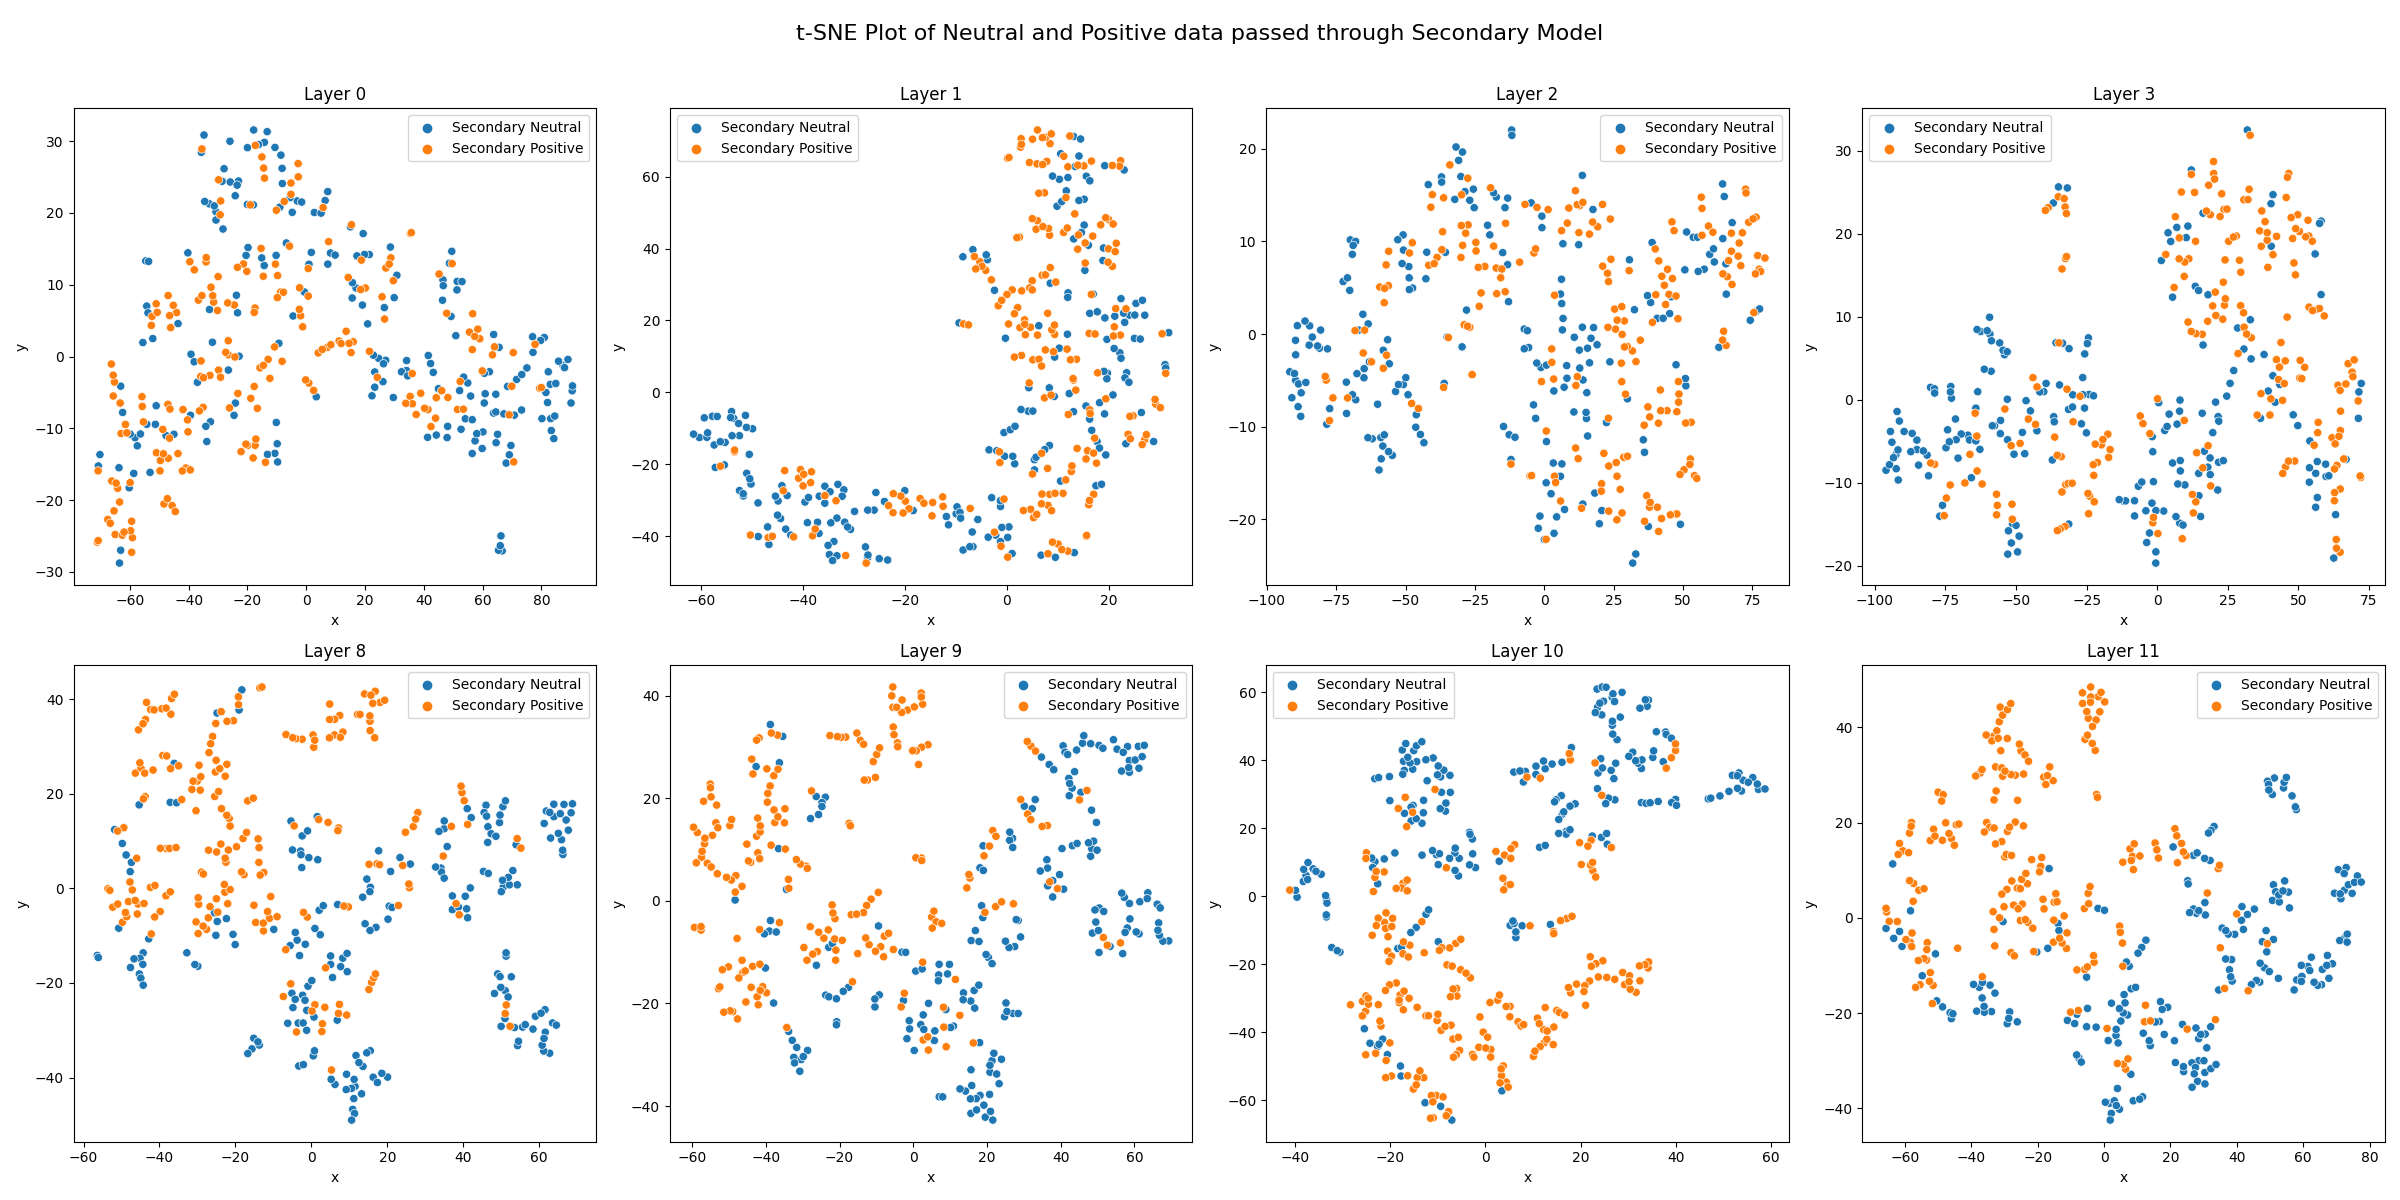 t-SNE Plot of Neutral and Positive data passed through Secondary Model
Layer 0
Secondary Neutral
Secondary Positive
30
20
10
0
−10
−20
−30
y
−60 −40 −20 0 20 40 60 80
x
Layer 1
Secondary Neutral
Secondary Positive
60
40
20
0
−20
−40
y
−60 −40 −20 0 20
x
Layer 2
Secondary Neutral
Secondary Positive
20
10
0
−10
−20
y
−100 −75 −50 −25 0 25 50 75
x
Layer 3
Secondary Neutral
Secondary Positive
30
20
10
0
−10
−20
y
−100 −75 −50 −25 0 25 50 75
x
Layer 8
Secondary Neutral
Secondary Positive
40
20
0
−20
−40
y
−60 −40 −20 0 20 40 60
x
Layer 9
Secondary Neutral
Secondary Positive
40
20
0
−20
−40
y
−60 −40 −20 0 20 40 60
x
Layer 10
Secondary Neutral
Secondary Positive
60
40
20
0
−20
−40
−60
y
−40 −20 0 20 40 60
x
Layer 11
Secondary Neutral
Secondary Positive
40
20
0
−20
−40
y
−60 −40 −20 0 20 40 60 80
x